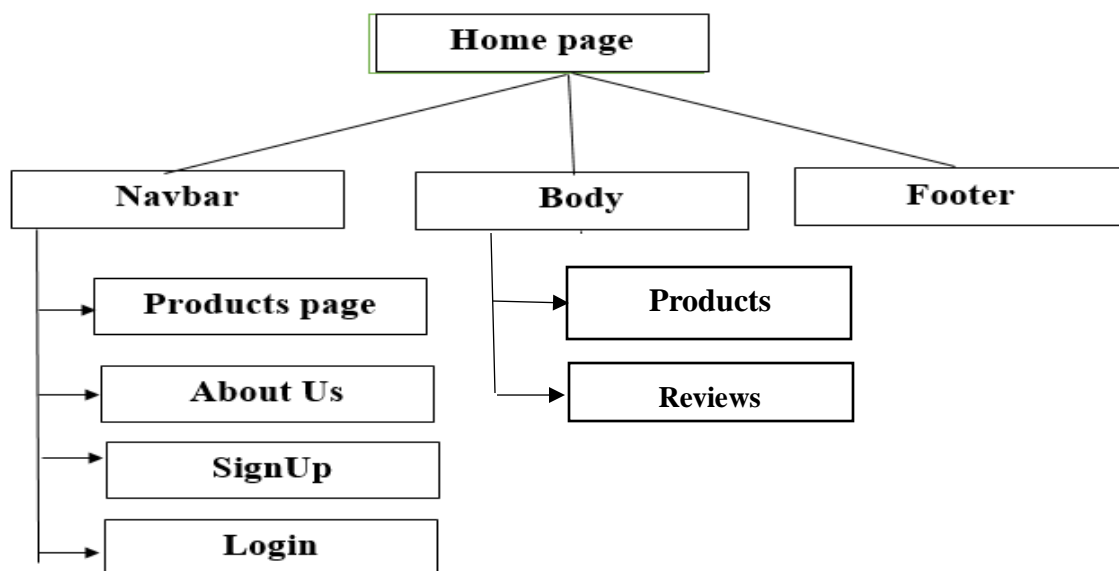 Home page
Navbar
Body
Footer
Products page
About Us
SignUp
Login
Products
Reviews